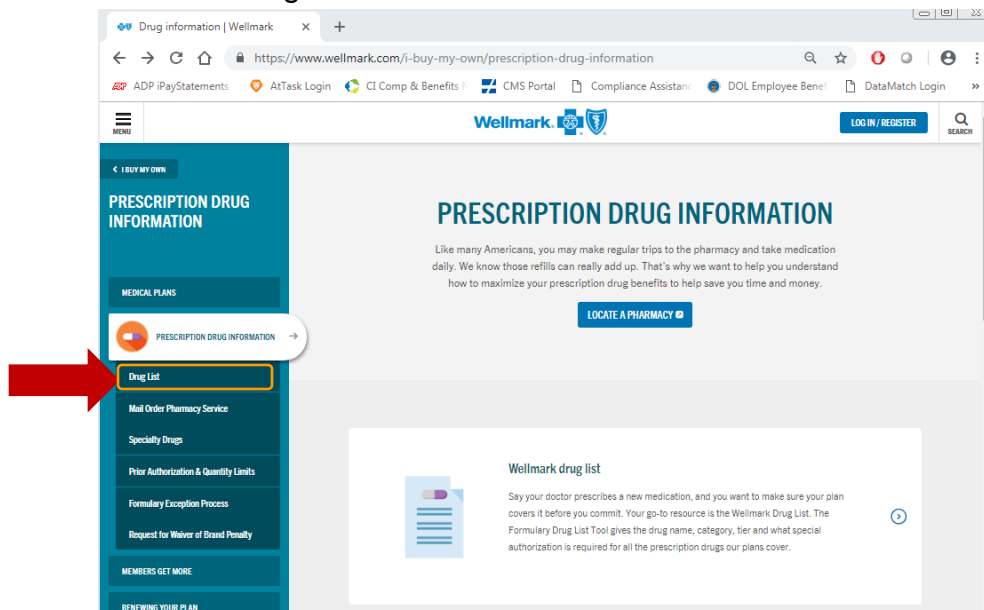 Drug information | Wellmark
https://www.wellmark.com/i-buy-my-own/prescription-drug-information
ADP iPayStatements AtTask Login CI Comp & Benefits CMS Portal Compliance Assistanc DOL Employee Benef DataMatch Login »
MENU
Wellmark.
LOG IN / REGISTER
SEARCH
I BUY MY OWN
PRESCRIPTION DRUG
INFORMATION
MEDICAL PLANS
PRESCRIPTION DRUG INFORMATION
Drug List
Mail Order Pharmacy Service
Specialty Drugs
Prior Authorization & Quantity Limits
Formulary Exception Process
Request for Waiver of Brand Penalty
MEMBERS GET MORE
RENEWING YOUR PLAN
PRESCRIPTION DRUG INFORMATION
Like many Americans, you may make regular trips to the pharmacy and take medication
daily. We know those refills can really add up. That's why we want to help you understand
how to maximize your prescription drug benefits to help save you time and money.
LOCATE A PHARMACY
Wellmark drug list
Say your doctor prescribes a new medication, and you want to make sure your plan
covers it before you commit. Your go-to resource is the Wellmark Drug List. The
Formulary Drug List Tool gives the drug name, category, tier and what special
authorization is required for all the prescription drugs our plans cover.